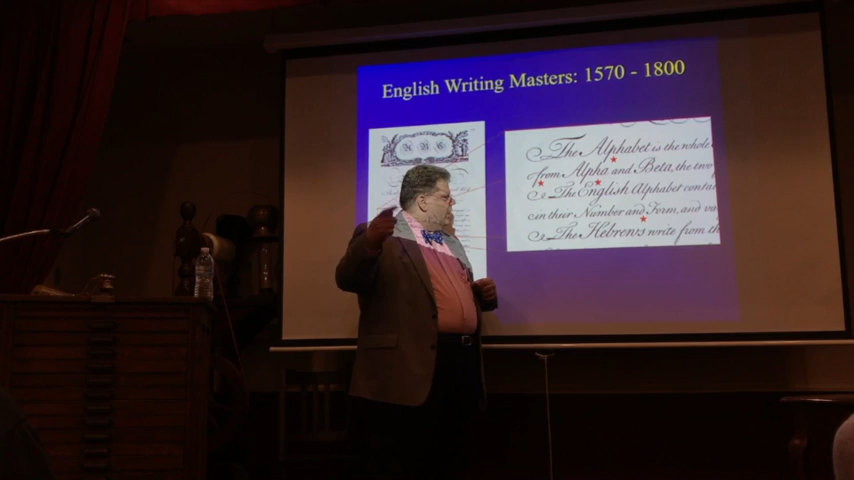 English Writing Masters: 1570 - 1800
The Alphabet is the whole
from Alpha and Beta, the two
The English Alphabet contai
in their Number and Form, and va
The Hebrews write from th